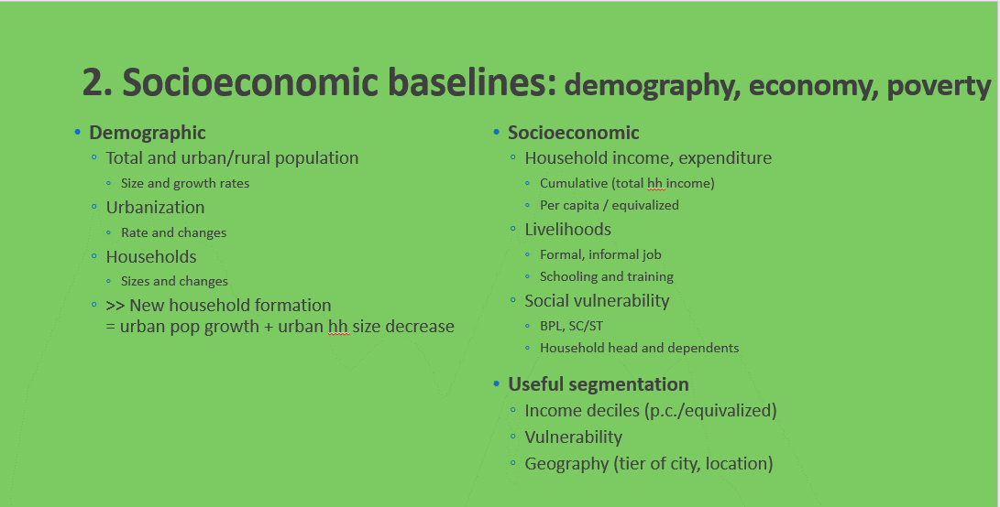 2. Socioeconomic baselines: demography, economy, poverty
• Demographic
◦ Total and urban/rural population
◦ Size and growth rates
◦ Urbanization
◦ Rate and changes
◦ Households
◦ Sizes and changes
◦ >> New household formation
= urban pop growth + urban hh size decrease
• Socioeconomic
◦ Household income, expenditure
◦ Cumulative (total hh income)
◦ Per capita / equivalized
◦ Livelihoods
◦ Formal, informal job
◦ Schooling and training
◦ Social vulnerability
◦ BPL, SC/ST
◦ Household head and dependents
• Useful segmentation
◦ Income deciles (p.c./equivalized)
◦ Vulnerability
◦ Geography (tier of city, location)